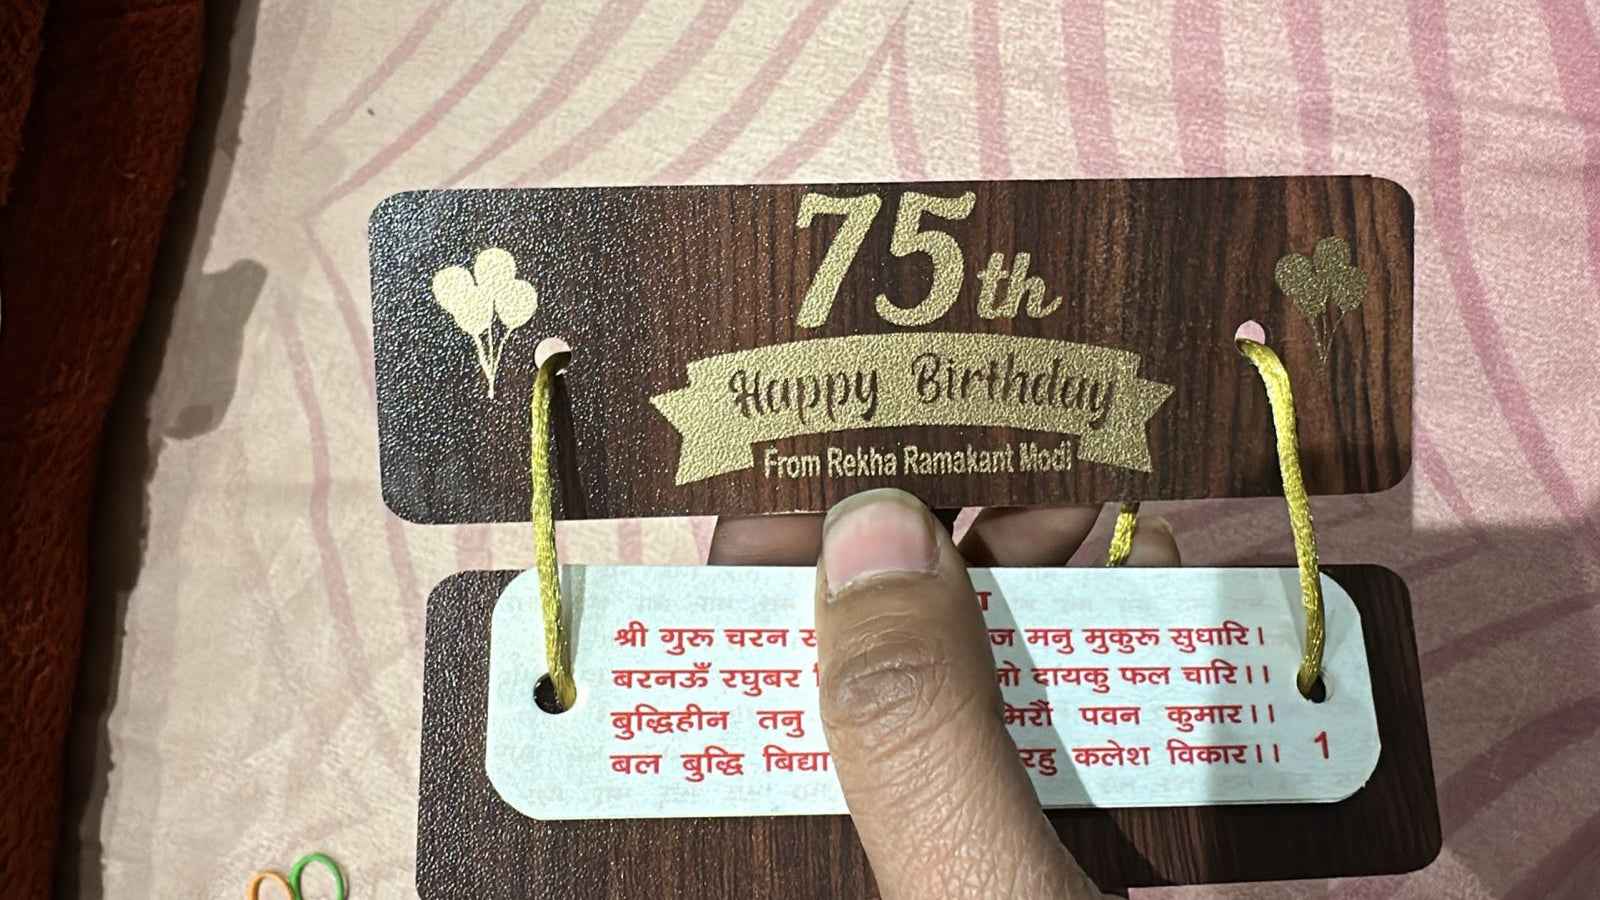 75th
Happy Birthday
From Rekha Ramakant Modi
श्री गुरू चरन ज मनु मुकुरू सुधारि।
बरनऊँ रघुबर दायकु फल चारि।।
बुद्धिहीन तनु पवन कुमार।।
बल बुद्धि बिद्या कलेश विकार।। 1